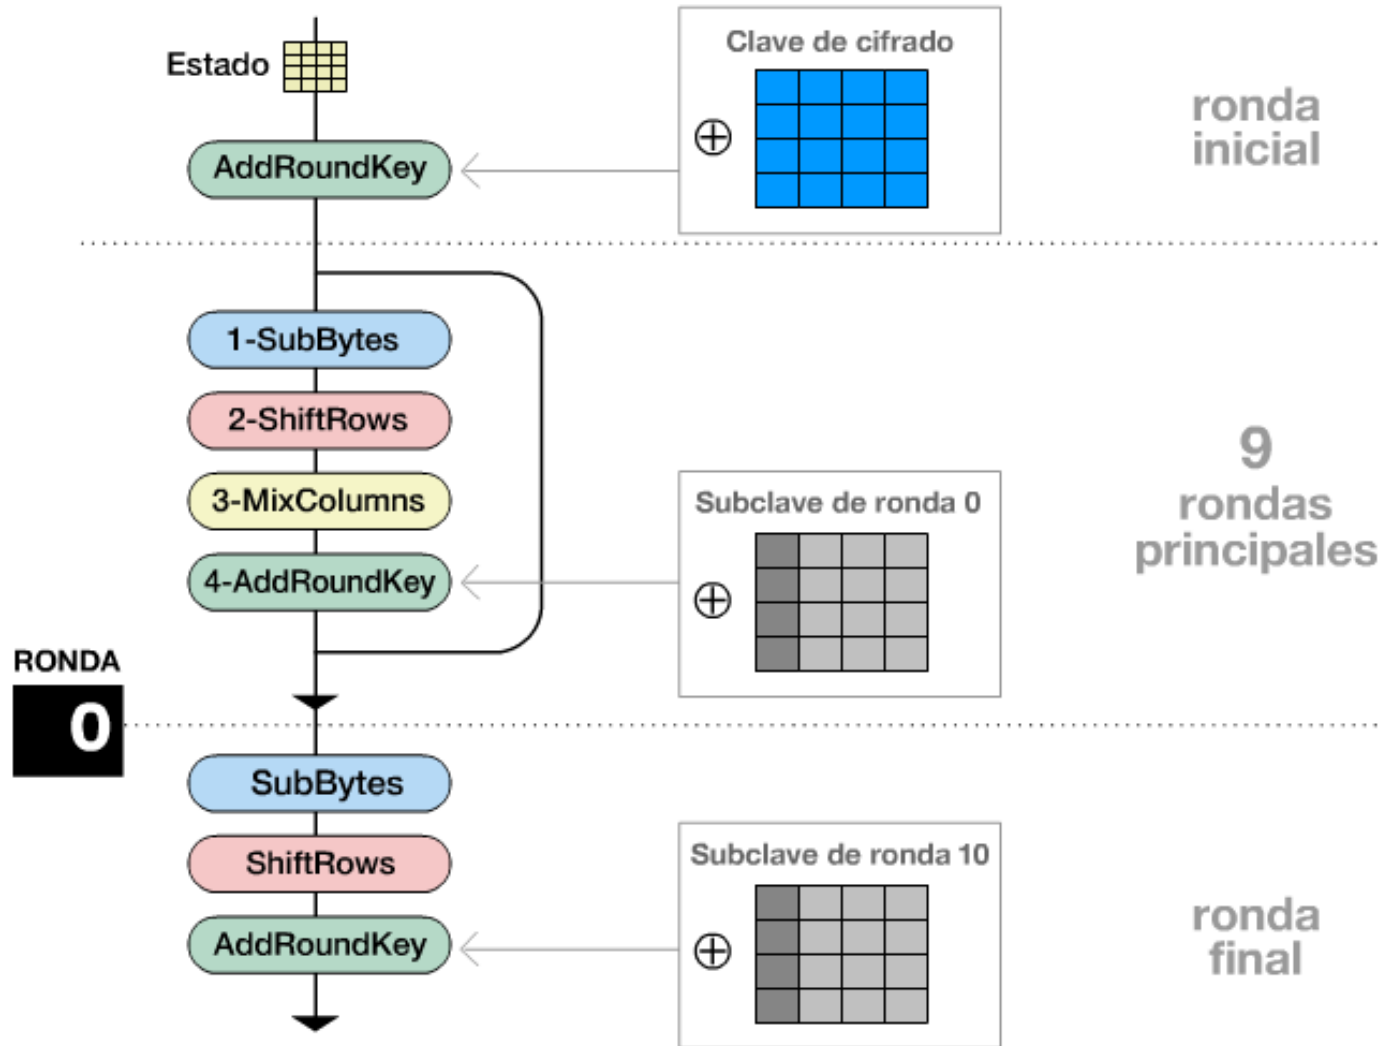 Estado
Clave de cifrado
ronda
inicial
AddRoundKey
1-SubBytes
2-ShiftRows
3-MixColumns
4-AddRoundKey
Subclave de ronda 0
9
rondas
principales
RONDA
0
SubBytes
ShiftRows
AddRoundKey
Subclave de ronda 10
ronda
final